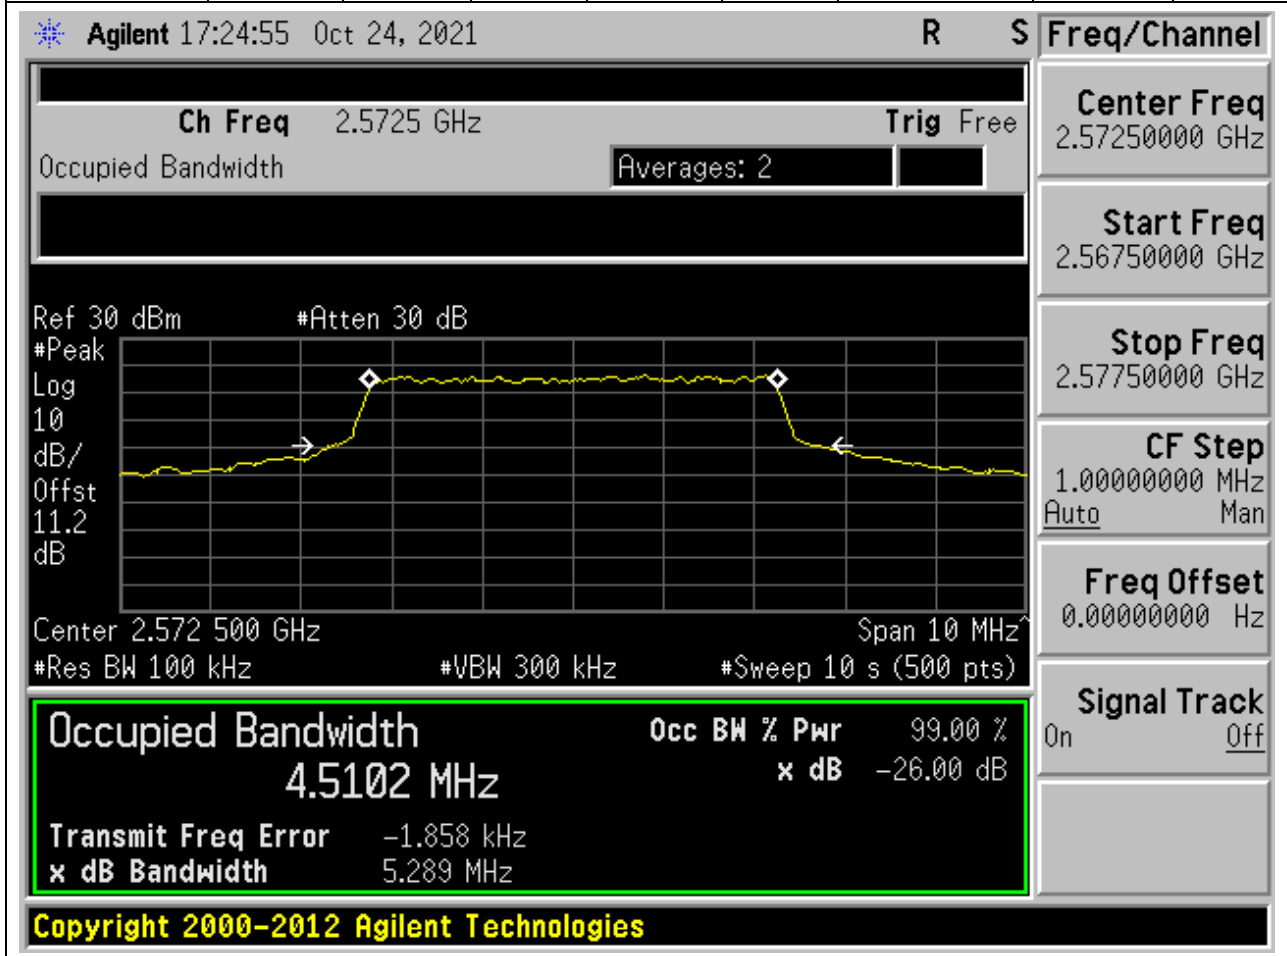 Agilent 17:24:55 Oct 24, 2021 R S Freq/Channel
Ch Freq 2.5725 GHz Trig Free
Occupied Bandwidth Averages: 2
Center Freq
2.57250000 GHz
Start Freq
2.56750000 GHz
Stop Freq
2.57750000 GHz
CF Step
1.00000000 MHz
Auto Man
Freq Offset
0.00000000 Hz
Signal Track
On Off
Ref 30 dBm #Atten 30 dB
#Peak
Log
10
dB/
Offst
11.2
dB
Center 2.572 500 GHz Span 10 MHz^
#Res BW 100 kHz #VBW 300 kHz #Sweep 10 s (500 pts)
Occupied Bandwidth Occ BW % Pwr 99.00 %
4.5102 MHz x dB -26.00 dB
Transmit Freq Error -1.858 kHz
x dB Bandwidth 5.289 MHz
Copyright 2000-2012 Agilent Technologies